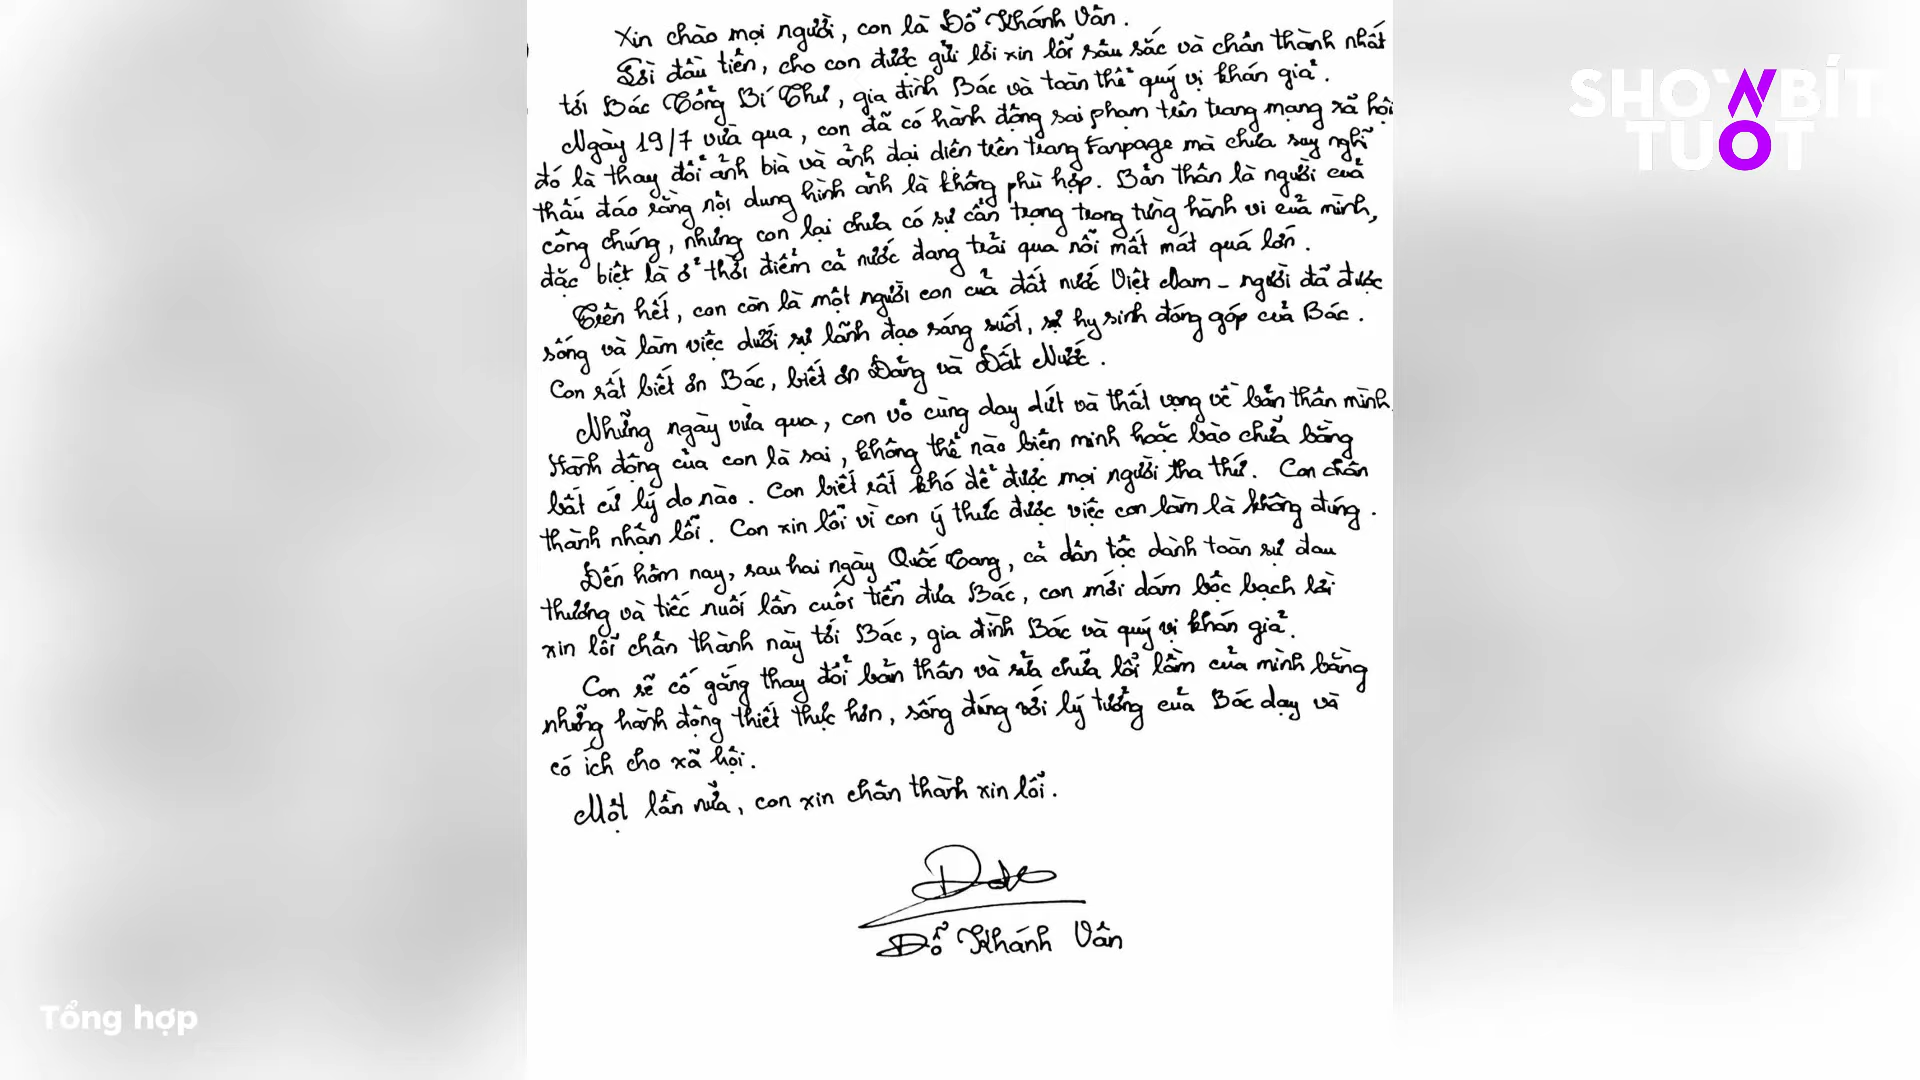 Xin chào mọi người, con là Đỗ Khánh Vân.
Lời đầu tiên, cho con được gửi lời xin lỗi sâu sắc và chân thành nhất
tới Bác Tổng Bí Thư, gia đình Bác và toàn thể quý vị khán giả.
Ngày 19/7 vừa qua, con đã có hành động sai phạm trên trang mạng xã hội
đó là thay đổi ảnh bìa và ảnh đại diện trên trang Fanpage mà chưa suy nghĩ
thấu đáo rằng nội dung hình ảnh là không phù hợp. Bản thân là người của
công chúng, nhưng con lại chưa có sự cẩn trọng trong từng hành vi của mình,
đặc biệt là ở thời điểm cả nước đang trải qua nỗi mất mát quá lớn.
Trên hết, con còn là một người con của đất nước Việt Nam - người đã được
sống và làm việc dưới sự lãnh đạo sáng suốt, sự hy sinh đóng góp của Bác.
Con rất biết ơn Bác, biết ơn Đảng và Đất Nước.
Những ngày vừa qua, con vô cùng day dứt và thất vọng về bản thân mình.
Hành động của con là sai, không thể nào biện minh hoặc bào chữa bằng
bất cứ lý do nào. Con biết rất khó để được mọi người tha thứ. Con chân
thành nhận lỗi. Con xin lỗi vì con ý thức được việc con làm là không đúng.
Đến hôm nay, sau hai ngày Quốc Tang, cả dân tộc dành toàn sự đau
thương và tiếc nuối lần cuối tiễn đưa Bác, con mới dám bộc bạch lời
xin lỗi chân thành này tới Bác, gia đình Bác và quý vị khán giả.
Con sẽ cố gắng thay đổi bản thân và sửa chữa lỗi lầm của mình bằng
những hành động thiết thực hơn, sống đúng với lý tưởng của Bác dạy và
có ích cho xã hội.
Một lần nữa, con xin chân thành xin lỗi.
Đỗ Khánh Vân
SHOWBÍT
TUỐT
Tổng hợp